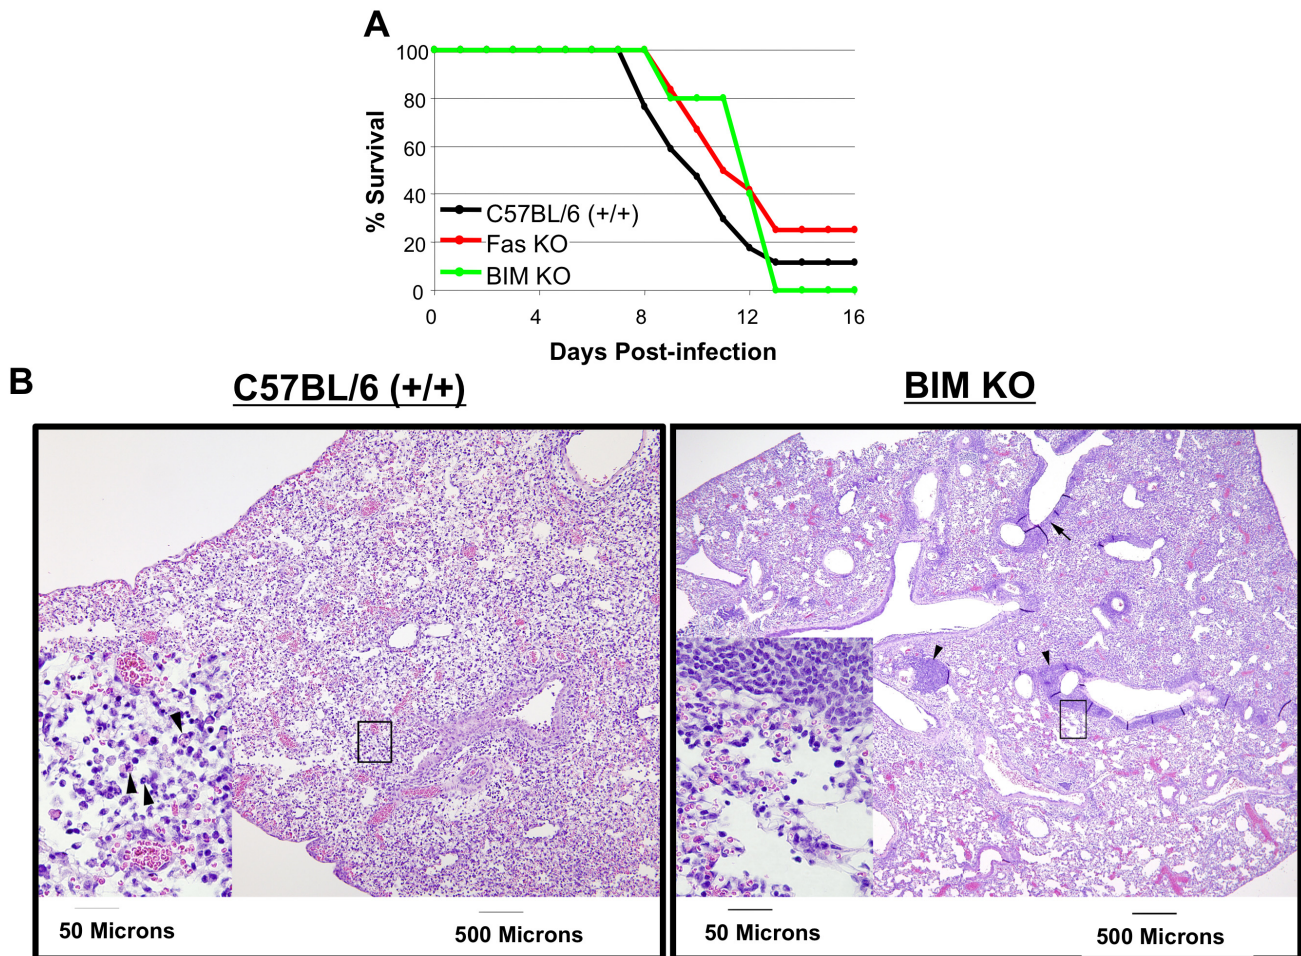 A
100
80
60
40
20
0
% Survival
C57BL/6 (+/+)
Fas KO
BIM KO
0 4 8 12 16
Days Post-infection
B
C57BL/6 (+/+)
BIM KO
50 Microns
500 Microns
50 Microns
500 Microns